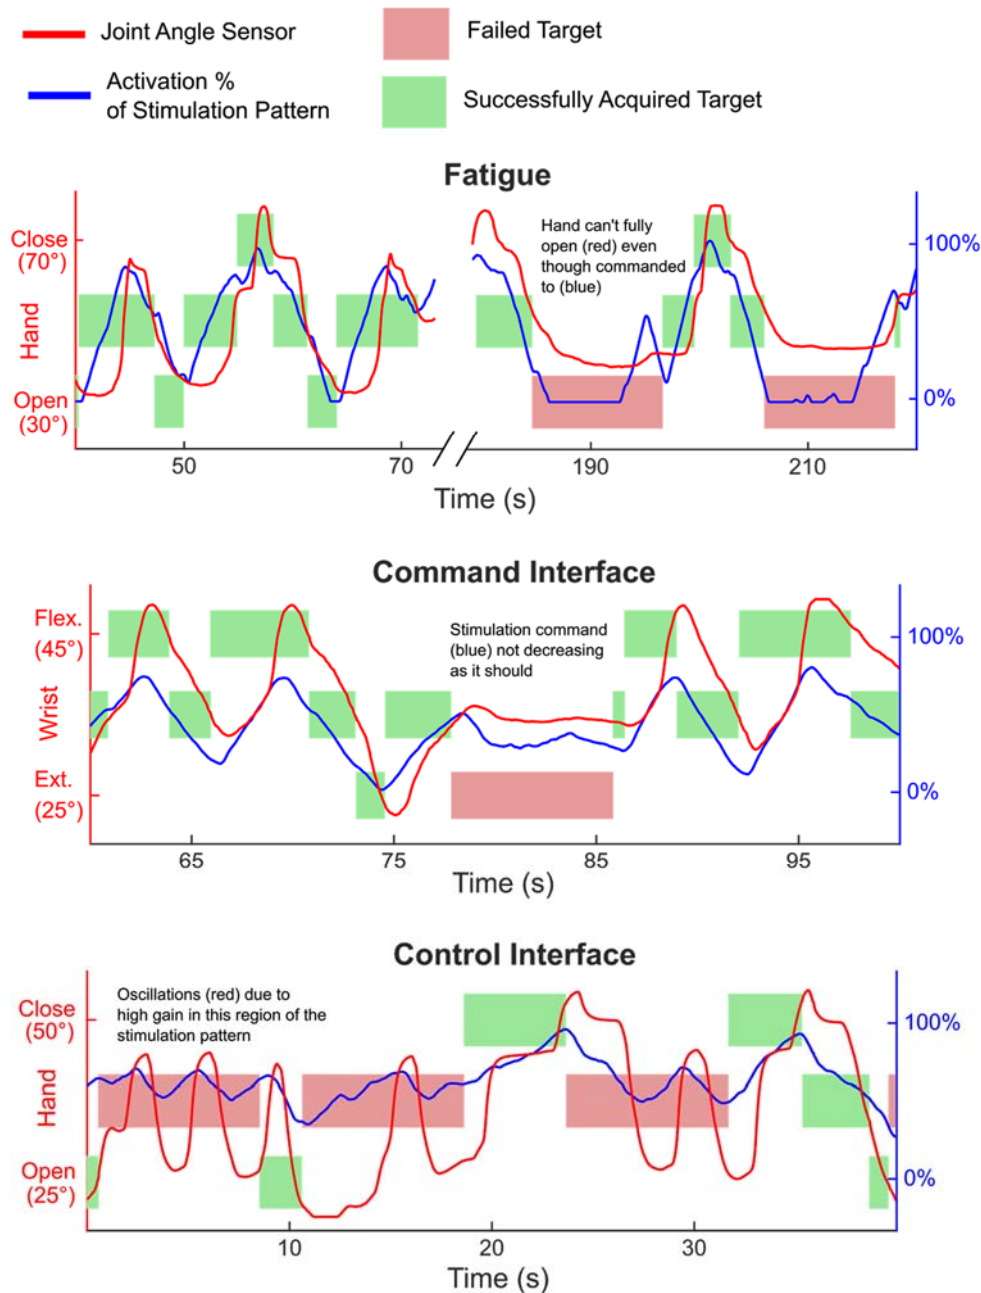 Joint Angle Sensor
Failed Target
Activation %
of Stimulation Pattern
Successfully Acquired Target
Fatigue
Close
(70°)
Hand
Open
(30°)
Hand can't fully
open (red) even
though commanded
to (blue)
100%
0%
50
70
190
210
Time (s)
Command Interface
Flex.
(45°)
Wrist
Ext.
(25°)
Stimulation command
(blue) not decreasing
as it should
100%
0%
65
75
85
95
Time (s)
Control Interface
Close
(50°)
Hand
Open
(25°)
Oscillations (red) due to
high gain in this region of the
stimulation pattern
100%
0%
10
20
30
Time (s)